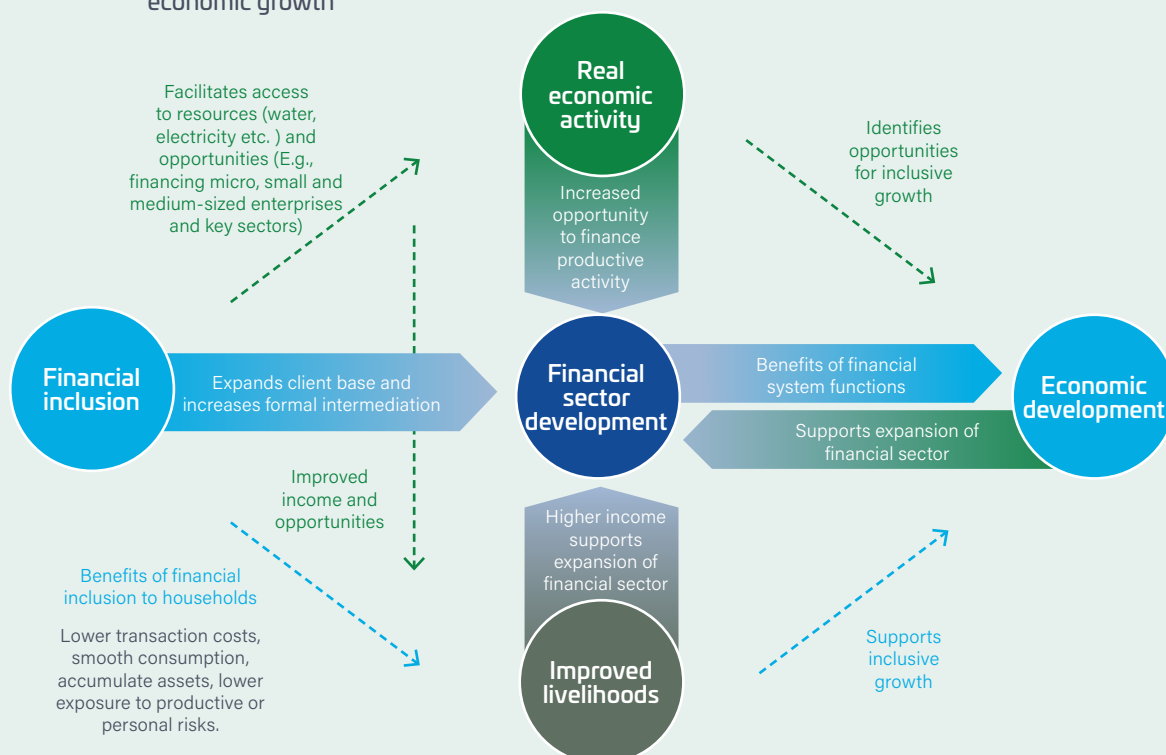 economic growth
Real
economic
activity
Facilitates access
to resources (water,
electricity etc. ) and
opportunities (E.g.,
financing micro, small and
medium-sized enterprises
and key sectors)
Identifies
opportunities
for inclusive
growth
Increased
opportunity
to finance
productive
activity
Financial
inclusion
Expands client base and
increases formal intermediation
Financial
sector
development
Benefits of financial
system functions
Supports expansion of
financial sector
Economic
development
Improved
income and
opportunities
Higher income
supports
expansion of
financial sector
Benefits of financial
inclusion to households
Lower transaction costs,
smooth consumption,
accumulate assets, lower
exposure to productive or
personal risks.
Improved
livelihoods
Supports
inclusive
growth